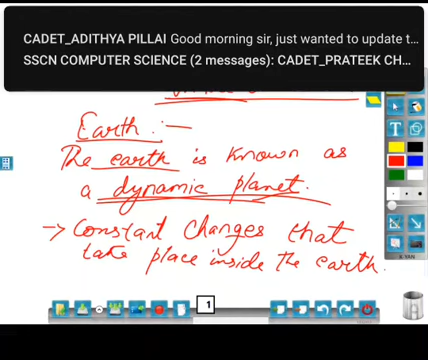 CADET_ADITHYA PILLAI Good morning sir, just wanted to update t...
SSCN COMPUTER SCIENCE (2 messages): CADET_PRATEEK CH...
Earth :-
The earth is known as
a dynamic planet.
→ Constant changes that
take place inside the earth.
1